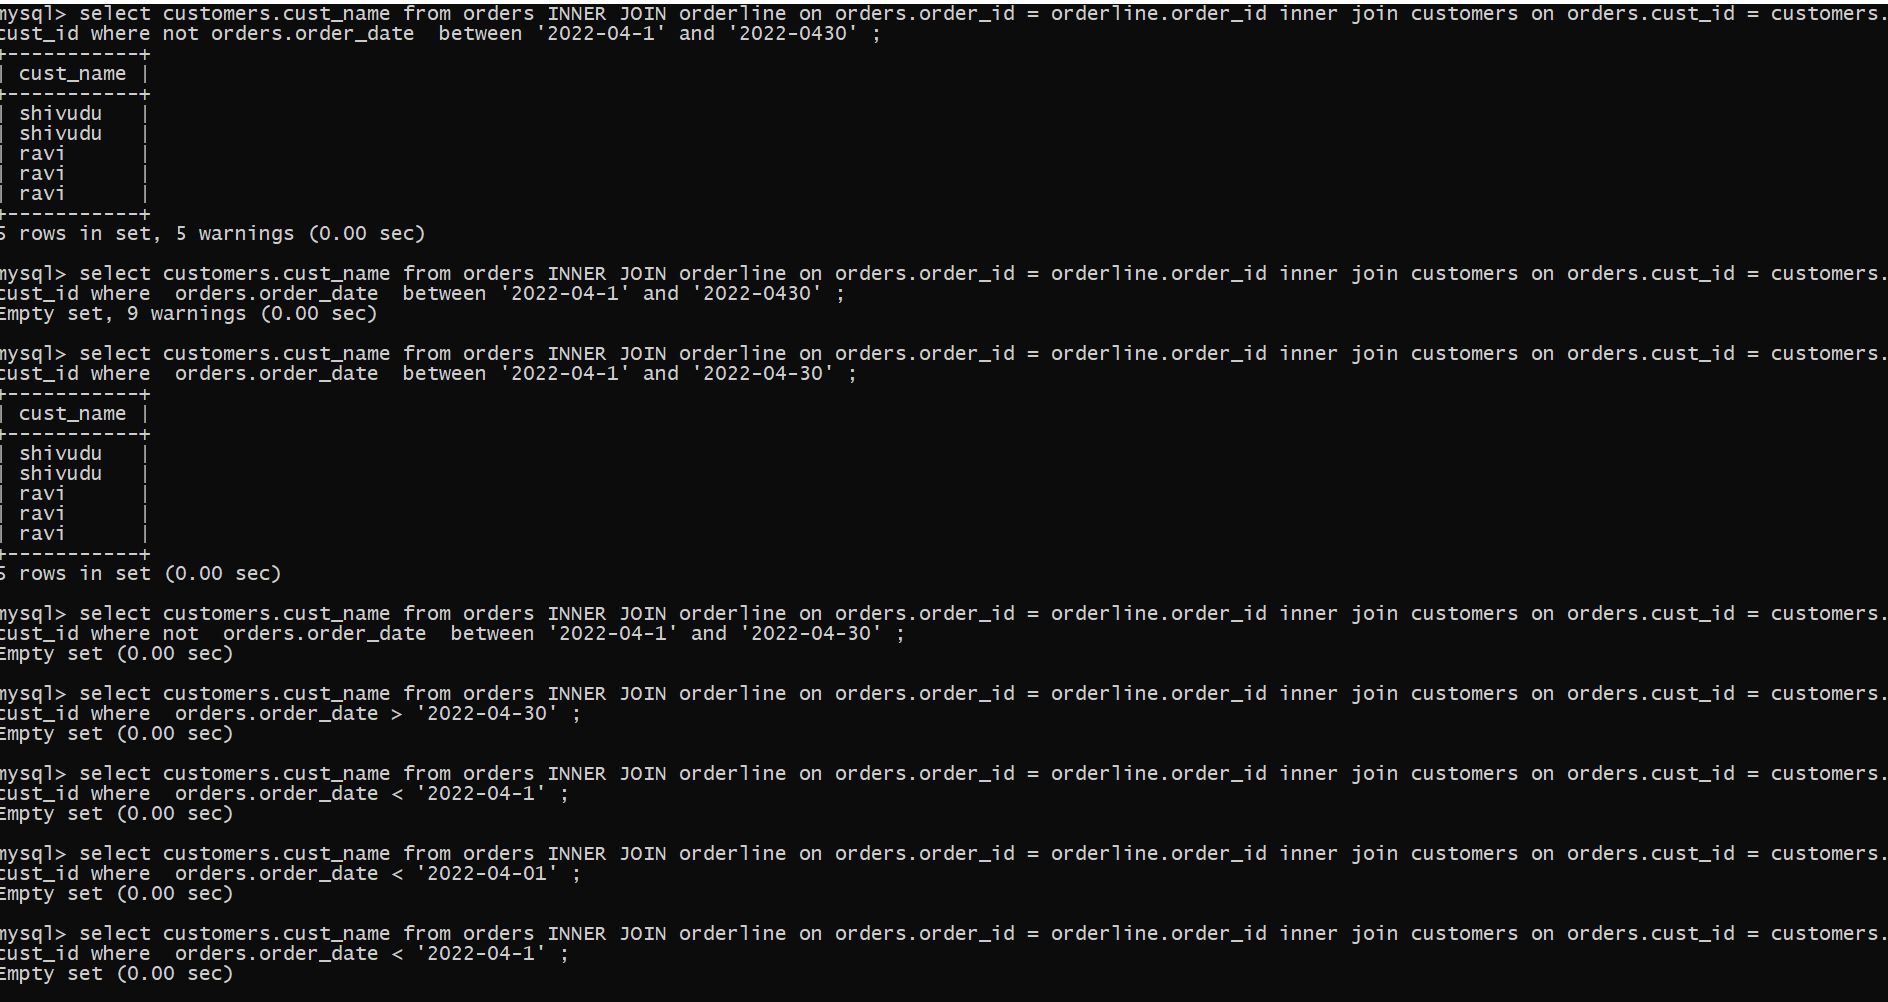 mysql> select customers.cust_name from orders INNER JOIN orderline on orders.order_id = orderline.order_id inner join customers on orders.cust_id = customers.
cust_id where not orders.order_date  between '2022-04-1' and '2022-0430' ;
+-----------+
| cust_name |
+-----------+
| shivudu   |
| shivudu   |
| ravi      |
| ravi      |
| ravi      |
+-----------+
5 rows in set, 5 warnings (0.00 sec)

mysql> select customers.cust_name from orders INNER JOIN orderline on orders.order_id = orderline.order_id inner join customers on orders.cust_id = customers.
cust_id where  orders.order_date  between '2022-04-1' and '2022-0430' ;
Empty set, 9 warnings (0.00 sec)

mysql> select customers.cust_name from orders INNER JOIN orderline on orders.order_id = orderline.order_id inner join customers on orders.cust_id = customers.
cust_id where  orders.order_date  between '2022-04-1' and '2022-04-30' ;
+-----------+
| cust_name |
+-----------+
| shivudu   |
| shivudu   |
| ravi      |
| ravi      |
| ravi      |
+-----------+
5 rows in set (0.00 sec)

mysql> select customers.cust_name from orders INNER JOIN orderline on orders.order_id = orderline.order_id inner join customers on orders.cust_id = customers.
cust_id where not  orders.order_date  between '2022-04-1' and '2022-04-30' ;
Empty set (0.00 sec)

mysql> select customers.cust_name from orders INNER JOIN orderline on orders.order_id = orderline.order_id inner join customers on orders.cust_id = customers.
cust_id where  orders.order_date > '2022-04-30' ;
Empty set (0.00 sec)

mysql> select customers.cust_name from orders INNER JOIN orderline on orders.order_id = orderline.order_id inner join customers on orders.cust_id = customers.
cust_id where  orders.order_date < '2022-04-1' ;
Empty set (0.00 sec)

mysql> select customers.cust_name from orders INNER JOIN orderline on orders.order_id = orderline.order_id inner join customers on orders.cust_id = customers.
cust_id where  orders.order_date < '2022-04-01' ;
Empty set (0.00 sec)

mysql> select customers.cust_name from orders INNER JOIN orderline on orders.order_id = orderline.order_id inner join customers on orders.cust_id = customers.
cust_id where  orders.order_date < '2022-04-1' ;
Empty set (0.00 sec)